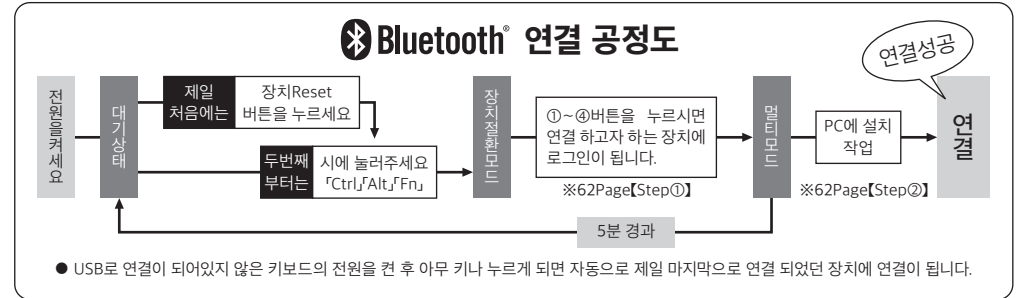 Bluetooth® 연결 공정도
연결성공
전원을켜세요
대기상태
제일
처음에는
장치Reset
버튼을 누르세요
두번째
부터는
시에 눌러주세요
「Ctrl」「Alt」「Fn」
장치절환모드
①~④버튼을 누르시면
연결 하고자 하는 장치에
로그인이 됩니다.
※62Page【Step①】
멀티모드
PC에 설치
작업
※62Page【Step②】
연결
5분 경과
● USB로 연결이 되어있지 않은 키보드의 전원을 켠 후 아무 키나 누르게 되면 자동으로 제일 마지막으로 연결 되었던 장치에 연결이 됩니다.